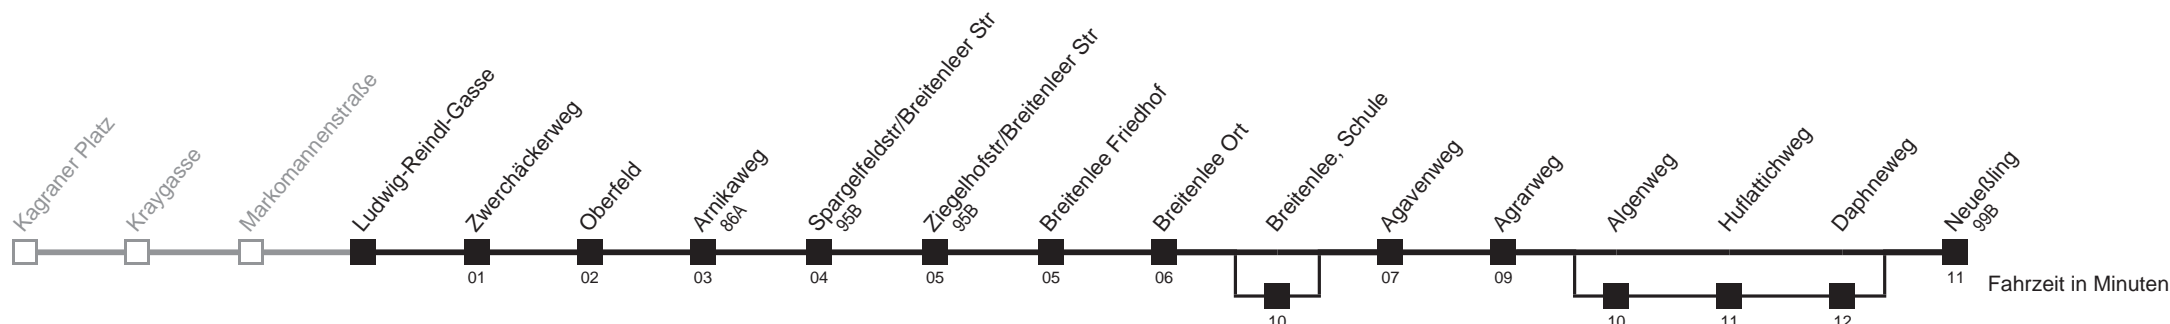 Kagraner Platz
Kraygasse
Markomannenstraße
Ludwig-Reindl-Gasse
Zwerchäckerweg
Oberfeld
Arnikaweg
86A
Spargelfeldstr/Breitenleer Str
95B
Ziegelhofstr/Breitenleer Str
95B
Breitenlee Friedhof
Breitenlee Ort
Breitenlee, Schule
Agavenweg
Agrarweg
Algenweg
Huflattichweg
Daphneweg
Neueßling
99B
01
02
03
04
05
05
06
07
09
11
Fahrzeit in Minuten
10
10
11
12